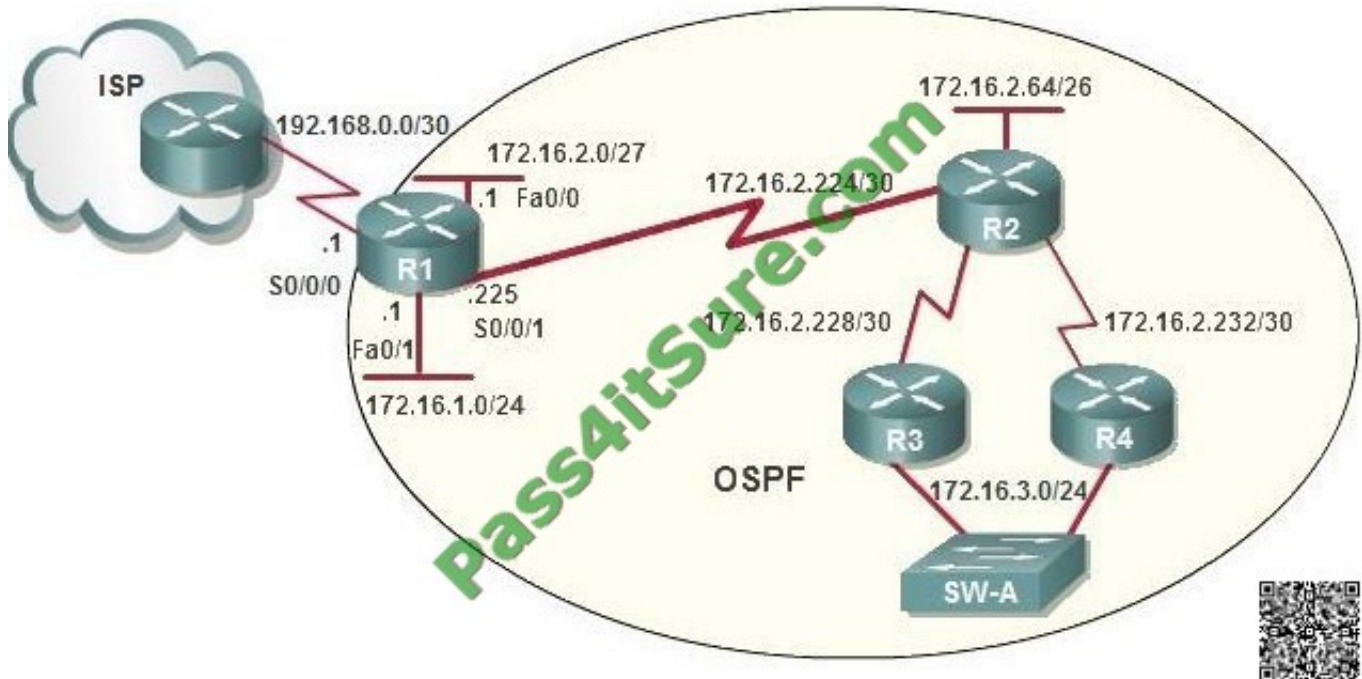 ISP
192.168.0.0/30
172.16.2.0/27
.1 Fa0/0
172.16.2.64/26
172.16.2.224/30
R2
.1
S0/0/0
R1
.225
S0/0/1
.1
Fa0/1
172.16.1.0/24
172.16.2.228/30
172.16.2.232/30
R3
R4
OSPF
172.16.3.0/24
SW-A
Pass4itSure.com